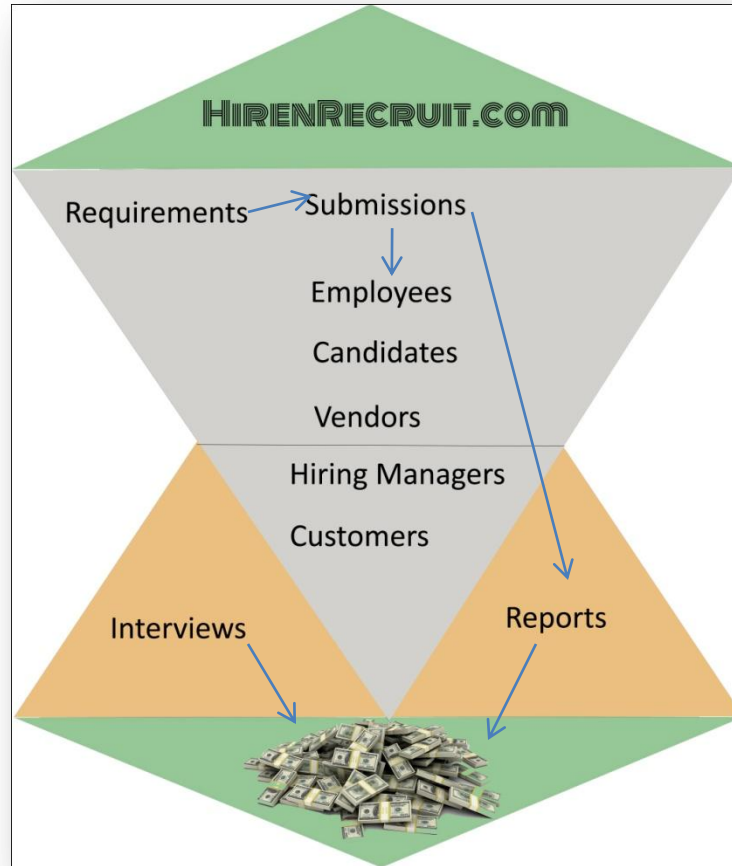 HirenRecruit.com
Requirements
Submissions
Employees
Candidates
Vendors
Hiring Managers
Customers
Interviews
Reports